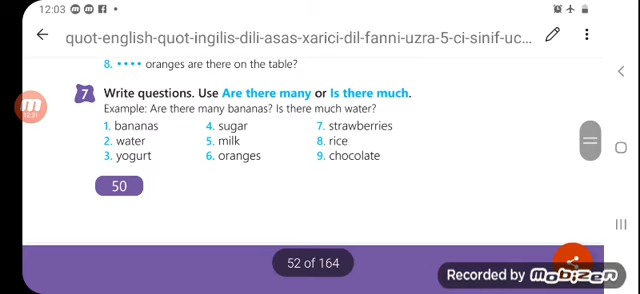 12:03
quot-english-quot-ingilis-dili-asas-xarici-dil-fanni-uzra-5-ci-sinif-uc...
8. •••• oranges are there on the table?
7 Write questions. Use Are there many or Is there much.
Example: Are there many bananas? Is there much water?
1. bananas 4. sugar 7. strawberries
2. water 5. milk 8. rice
3. yogurt 6. oranges 9. chocolate
12:31
50
52 of 164
Recorded by Mobizen